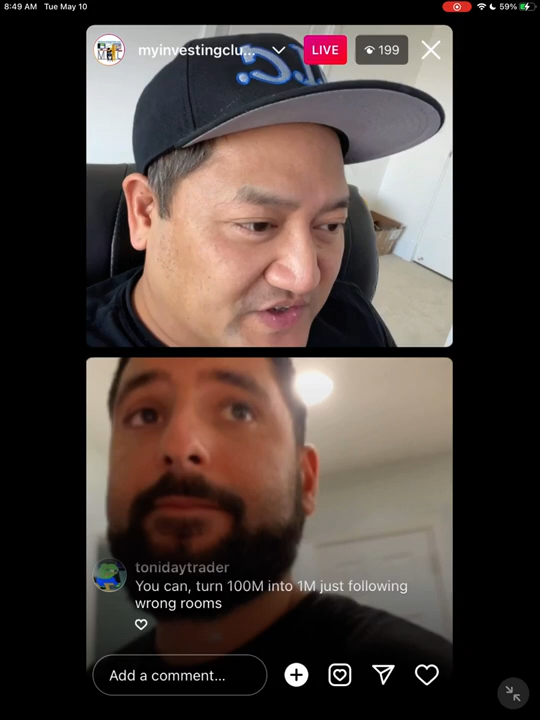 8:49 AM Tue May 10
59%
myinvestingclu...
LIVE
199
tonidaytrader
You can, turn 100M into 1M just following
wrong rooms
Add a comment...